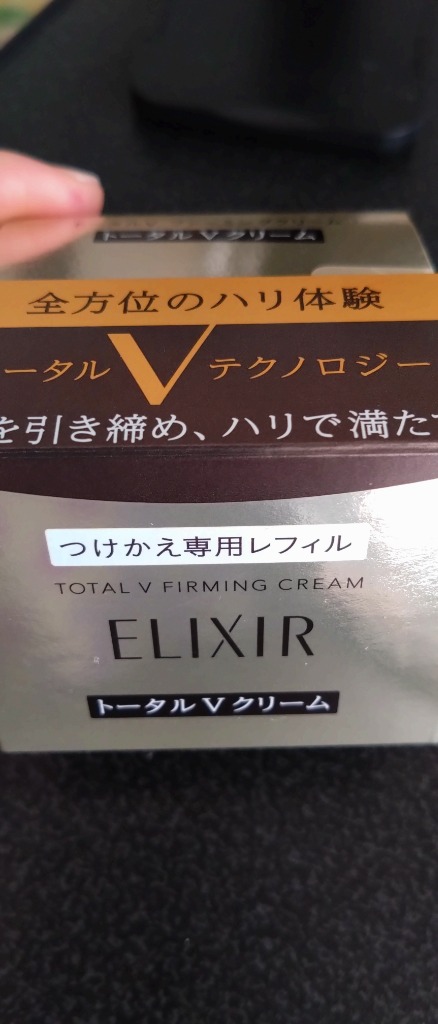 トータル V クリーム
全方位のハリ体験
ータル V テクノロジー
を引き締め、ハリで満たす
つけかえ専用レフィル
TOTAL V FIRMING CREAM
ELIXIR
トータル V クリーム